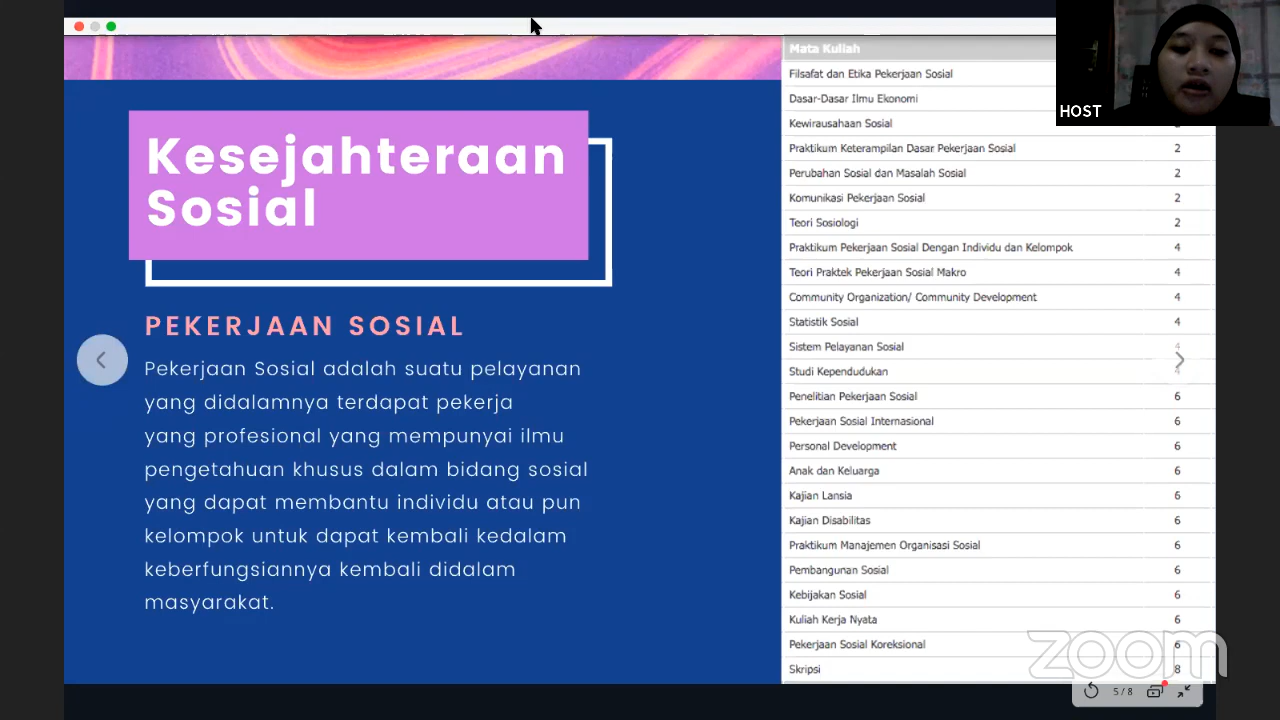 Kesejahteraan
Sosial
PEKERJAAN SOSIAL
Pekerjaan Sosial adalah suatu pelayanan
yang didalamnya terdapat pekerja
yang profesional yang mempunyai ilmu
pengetahuan khusus dalam bidang sosial
yang dapat membantu individu atau pun
kelompok untuk dapat kembali kedalam
keberfungsiannya kembali didalam
masyarakat.
Mata Kuliah
Filsafat dan Etika Pekerjaan Sosial
Dasar-Dasar Ilmu Ekonomi
Kewirausahaan Sosial
Praktikum Keterampilan Dasar Pekerjaan Sosial 2
Perubahan Sosial dan Masalah Sosial 2
Komunikasi Pekerjaan Sosial 2
Teori Sosiologi 2
Praktikum Pekerjaan Sosial Dengan Individu dan Kelompok 4
Teori Praktek Pekerjaan Sosial Makro 4
Community Organization/ Community Development 4
Statistik Sosial 4
Sistem Pelayanan Sosial 4
Studi Kependudukan 4
Penelitian Pekerjaan Sosial 6
Pekerjaan Sosial Internasional 6
Personal Development 6
Anak dan Keluarga 6
Kajian Lansia 6
Kajian Disabilitas 6
Praktikum Manajemen Organisasi Sosial 6
Pembangunan Sosial 6
Kebijakan Sosial 6
Kuliah Kerja Nyata 6
Pekerjaan Sosial Koreksional 6
Skripsi 8
HOST
zoom
5/8